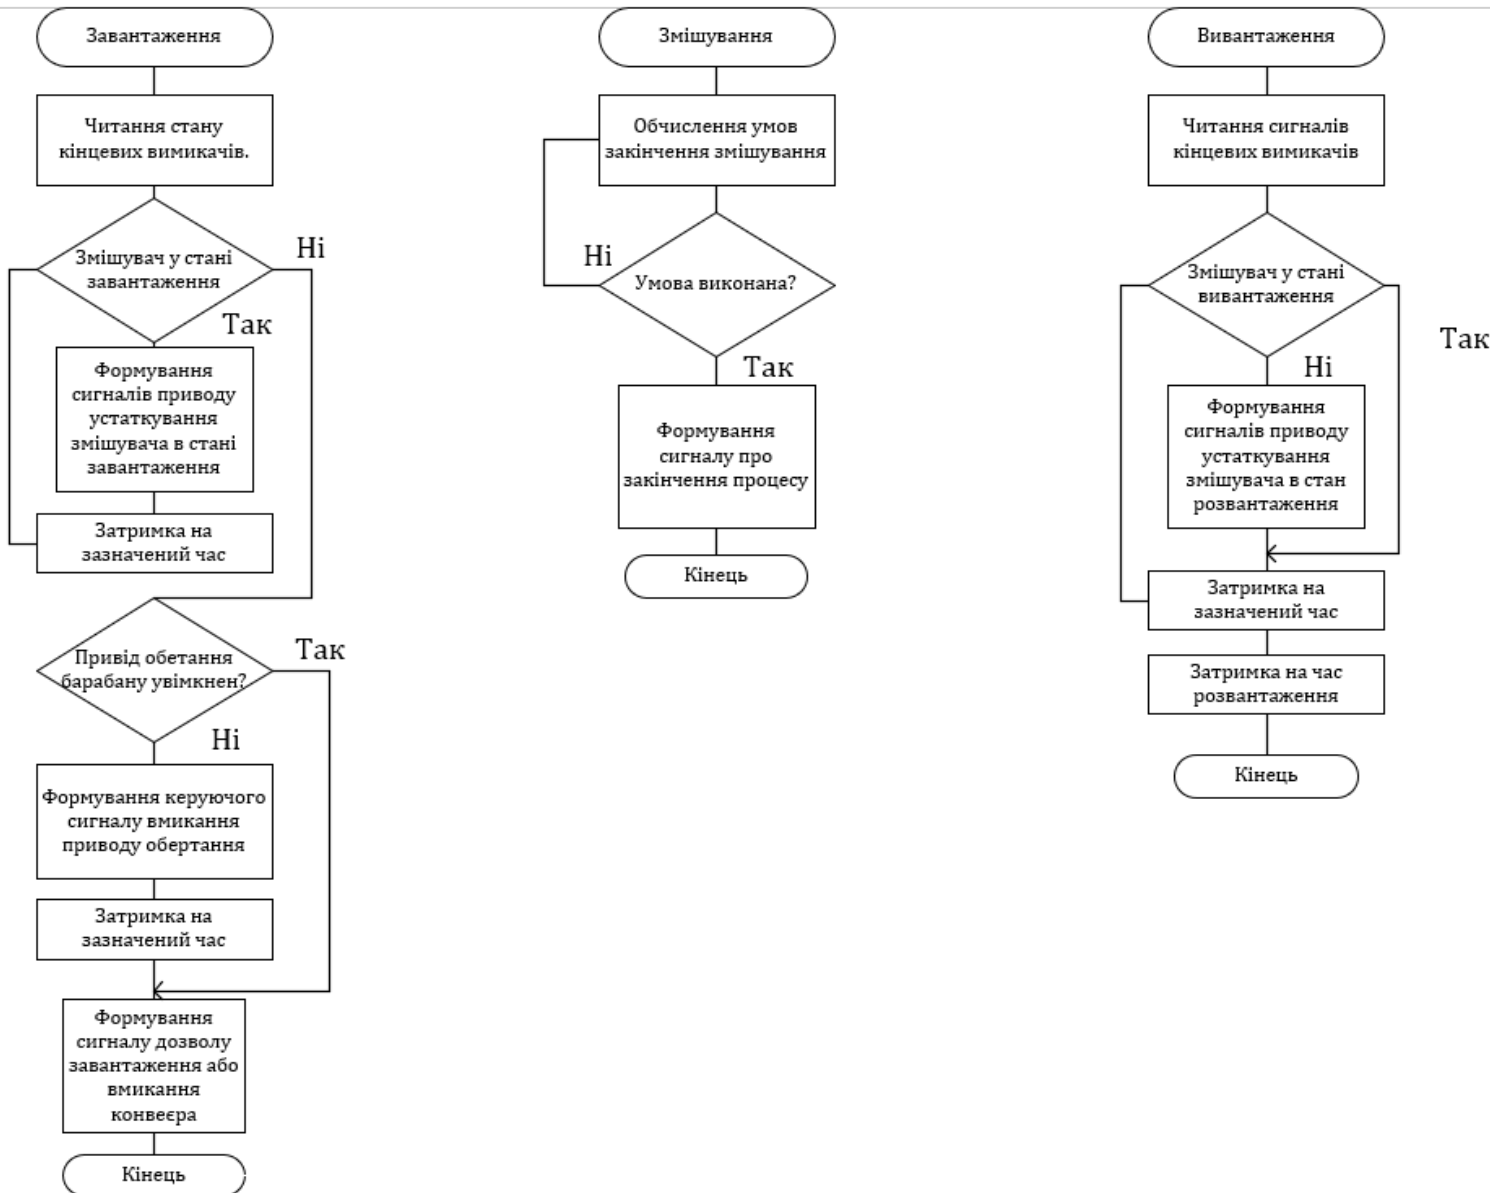 Завантаження
Читання стану
кінцевих вимикачів.
Змішувач у стані
завантаження
Ні
Так
Формування
сигналів приводу
устаткування
змішувача в стані
завантаження
Затримка на
зазначений час
Привід обетання
барабану увімкнен?
Так
Ні
Формування керуючого
сигналу вмикання
приводу обертання
Затримка на
зазначений час
Формування
сигналу дозволу
завантаження або
вмикання
конвеєра
Кінець
Змішування
Обчислення умов
закінчення змішування
Ні
Умова виконана?
Так
Формування
сигналу про
закінчення процесу
Кінець
Вивантаження
Читання сигналів
кінцевих вимикачів
Змішувач у стані
вивантаження
Так
Ні
Формування
сигналів приводу
устаткування
змішувача в стан
розвантаження
Затримка на
зазначений час
Затримка на час
розвантаження
Кінець